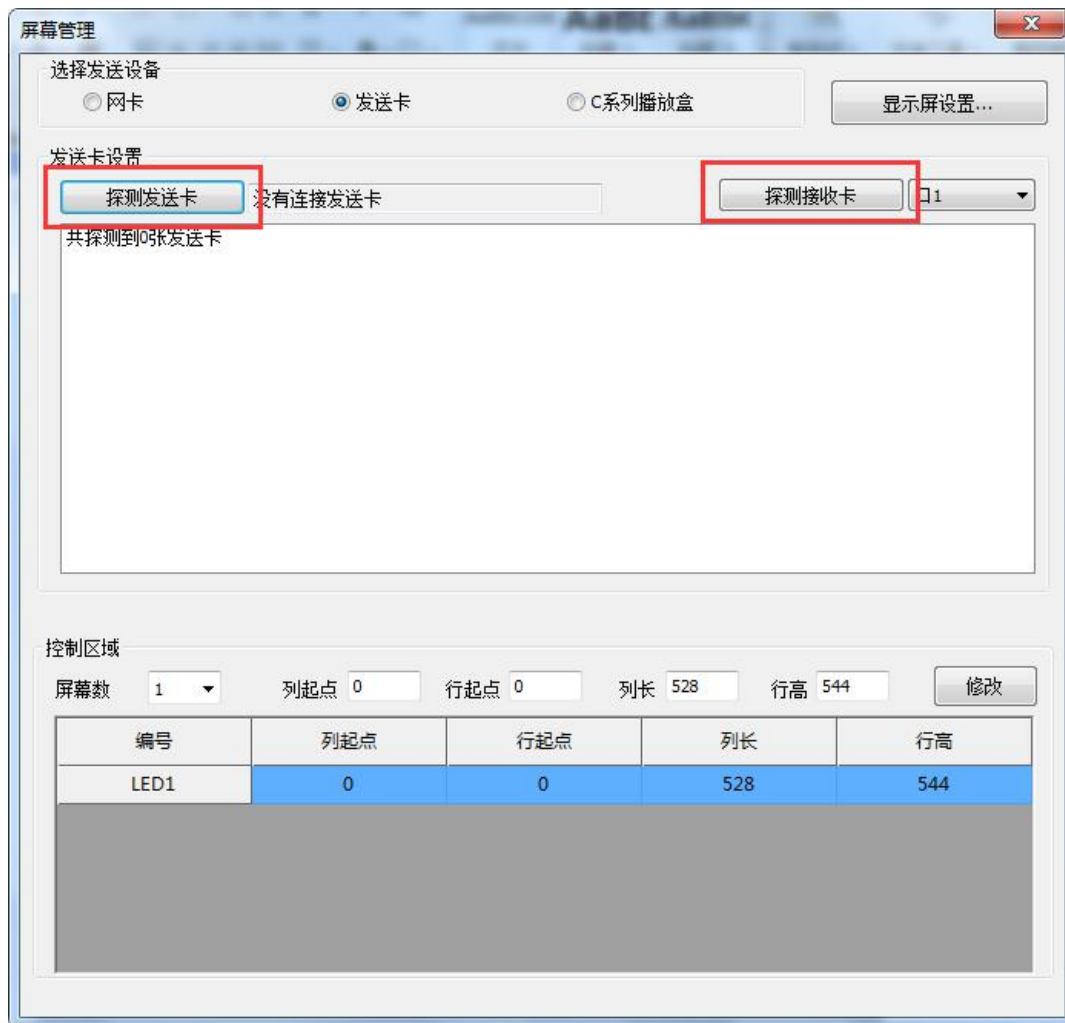 屏幕管理
选择发送设备
网卡 发送卡 C系列播放盒 显示屏设置...
发送卡设置
探测发送卡 没有连接发送卡 探测接收卡 口1
共探测到0张发送卡
控制区域
屏幕数 1 列起点 0 行起点 0 列长 528 行高 544 修改
编号 列起点 行起点 列长 行高
LED1 0 0 528 544